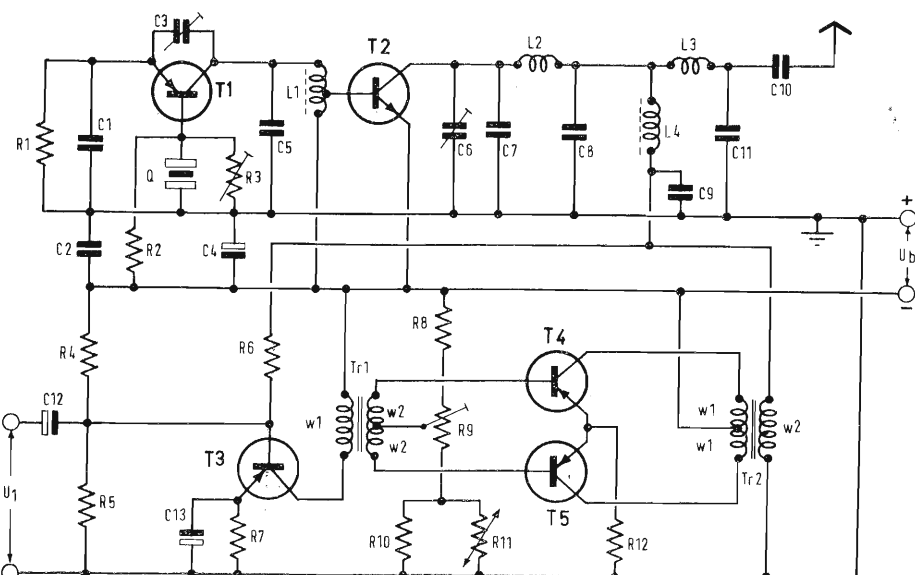 C3
T1
L1
T2
L2
L3
C10
R1
C1
Q
R3
C5
C6
C7
C8
L4
C11
C9
+
Ub
−
C2
R2
C4
R4
R6
Tr1
R8
T4
C12
w1
w2
w2
R9
w1
w1
w2
Tr2
U1
R5
T3
C13
R7
R10
R11
T5
R12